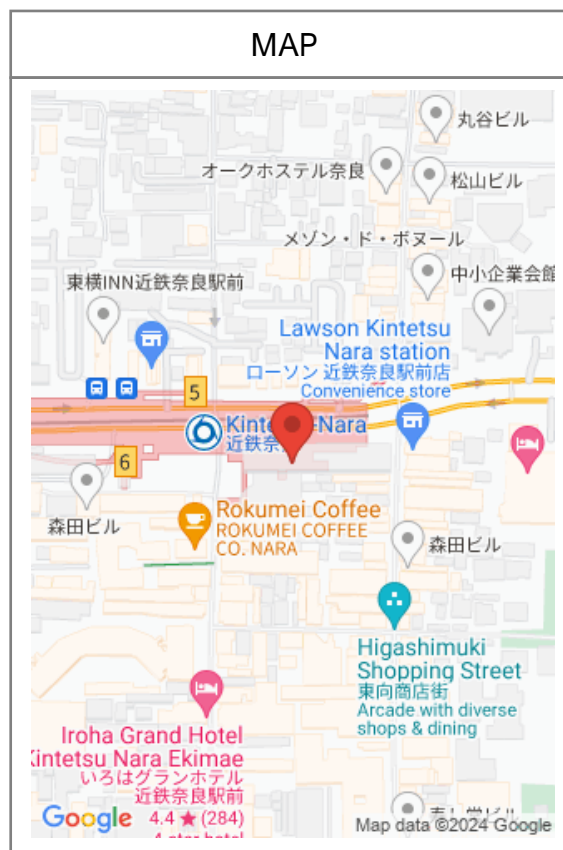 MAP
丸谷ビル
オークホステル奈良
松山ビル
メゾン・ド・ボヌール
中小企業会館
東横INN近鉄奈良駅前
Lawson Kintetsu
Nara station
ローソン 近鉄奈良駅前店
Convenience store
5
Nara
近鉄奈
6
森田ビル
Rokumei Coffee
ROKUMEI COFFEE
CO. NARA
森田ビル
Higashimuki
Shopping Street
東向商店街
Arcade with diverse
shops & dining
Iroha Grand Hotel
Kintetsu Nara Ekimae
いろはグランホテル
近鉄奈良駅前
4.4 ★ (284)
Google
Map data ©2024 Google